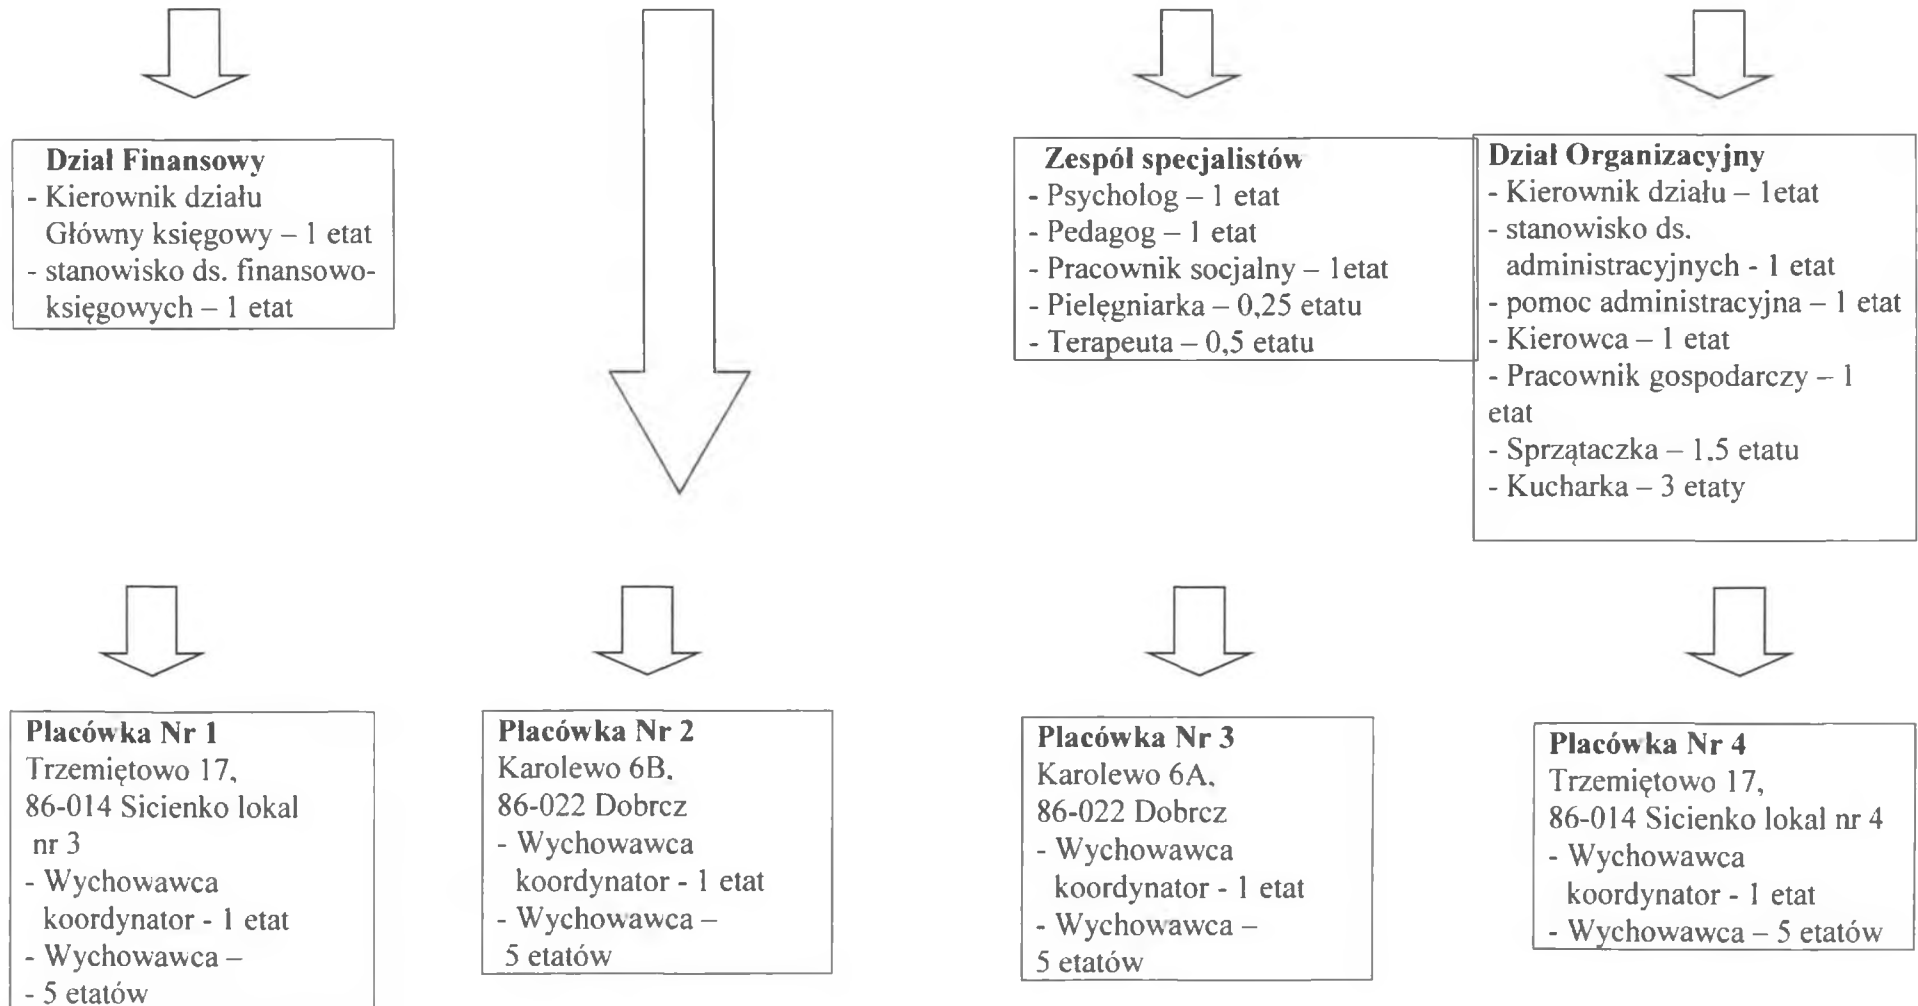 Dział Finansowy
- Kierownik działu
Główny księgowy – 1 etat
- stanowisko ds. finansowo-
księgowych – 1 etat
Zespół specjalistów
- Psycholog – 1 etat
- Pedagog – 1 etat
- Pracownik socjalny – 1etat
- Pielęgniarka – 0,25 etatu
- Terapeuta – 0,5 etatu
Dział Organizacyjny
- Kierownik działu – 1etat
- stanowisko ds.
administracyjnych - 1 etat
- pomoc administracyjna – 1 etat
- Kierowca – 1 etat
- Pracownik gospodarczy – 1
etat
- Sprzątaczka – 1,5 etatu
- Kucharka – 3 etaty
Placówka Nr 1
Trzemiętowo 17,
86-014 Sicienko lokal
nr 3
- Wychowawca
koordynator - 1 etat
- Wychowawca –
- 5 etatów
Placówka Nr 2
Karolewo 6B,
86-022 Dobrcz
- Wychowawca
koordynator - 1 etat
- Wychowawca –
5 etatów
Placówka Nr 3
Karolewo 6A,
86-022 Dobrcz
- Wychowawca
koordynator - 1 etat
- Wychowawca –
5 etatów
Placówka Nr 4
Trzemiętowo 17,
86-014 Sicienko lokal nr 4
- Wychowawca
koordynator - 1 etat
- Wychowawca – 5 etatów